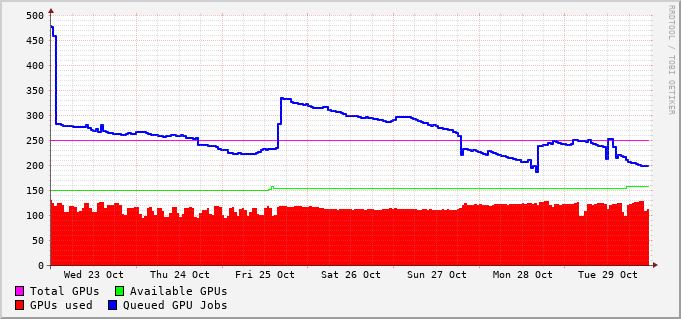 500
450
400
350
300
250
200
150
100
50
0
Wed 23 Oct Thu 24 Oct Fri 25 Oct Sat 26 Oct Sun 27 Oct Mon 28 Oct Tue 29 Oct
Total GPUs Available GPUs
GPUs used Queued GPU Jobs
RRDTOOL / TOBI OETIKER